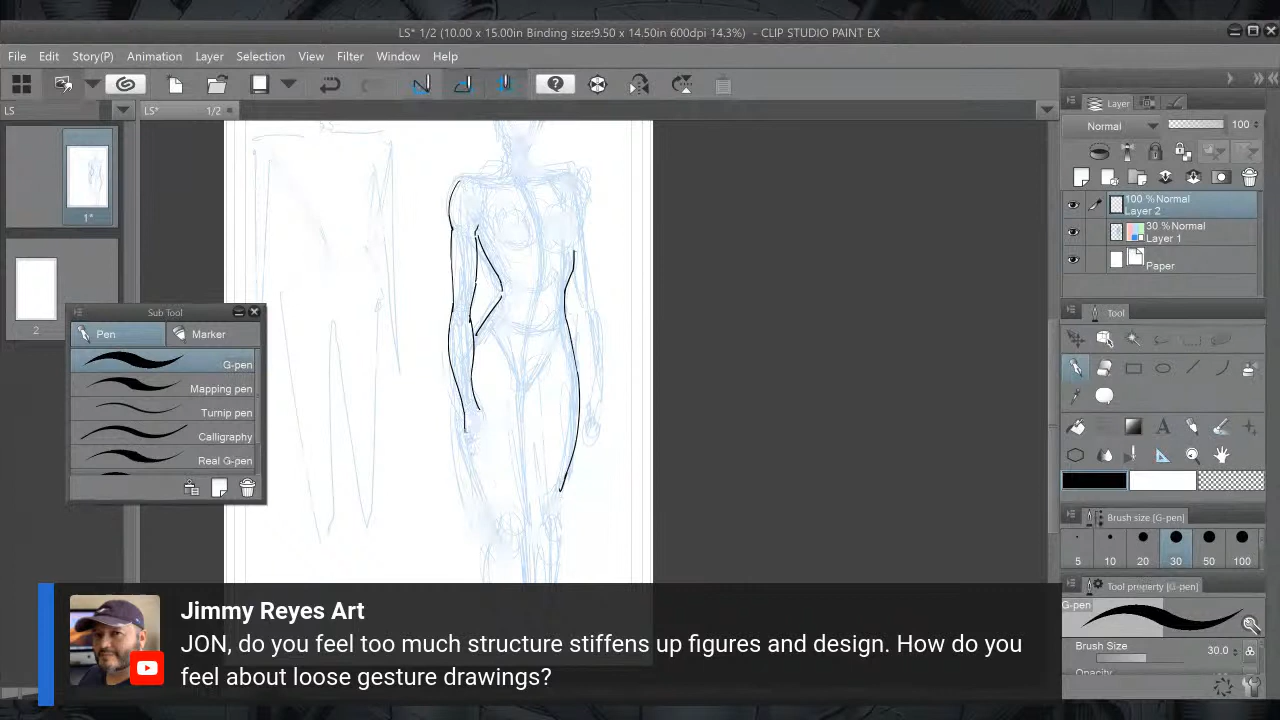 LS* 1/2 (10.00 x 15.00in Binding size:9.50 x 14.50in 600dpi 14.3%) - CLIP STUDIO PAINT EX
File Edit Story(P) Animation Layer Selection View Filter Window Help
LS
LS* 1/2
Layer
Normal 100
100 %Normal
Layer 2
30 %Normal
Layer 1
Paper
1*
2
Sub Tool
Pen Marker
G-pen
Mapping pen
Turnip pen
Calligraphy
Real G-pen
Tool
A
Brush size [G-pen]
5 10 20 30 50 100
Tool property [G-pen]
G-pen
Brush Size 30.0
Opacity
Jimmy Reyes Art
JON, do you feel too much structure stiffens up figures and design. How do you
feel about loose gesture drawings?